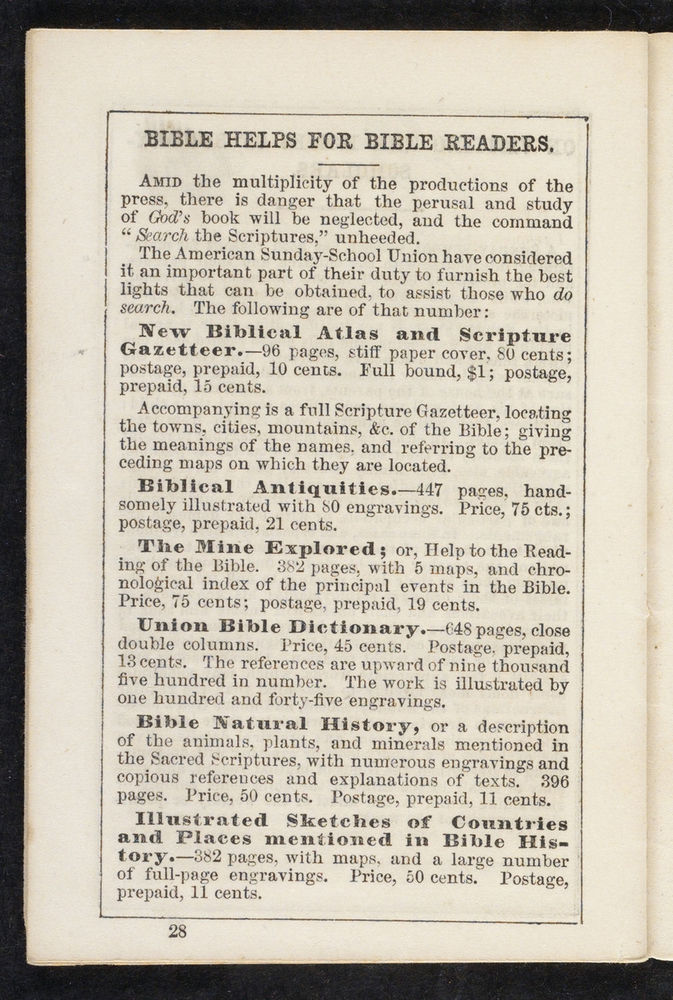 BIBLE HELPS FOR BIBLE READERS.
AMID the multiplicity of the productions of the
press, there is danger that the perusal and study
of God's book will be neglected, and the command
“Search the Scriptures,” unheeded.
The American Sunday-School Union have considered
it an important part of their duty to furnish the best
lights that can be obtained, to assist those who do
search. The following are of that number:
New Biblical Atlas and Scripture
Gazetteer.—96 pages, stiff paper cover, 80 cents;
postage, prepaid, 10 cents. Full bound, $1; postage,
prepaid, 15 cents.
Accompanying is a full Scripture Gazetteer, locating
the towns, cities, mountains, &c. of the Bible; giving
the meanings of the names, and referring to the pre-
ceding maps on which they are located.
Biblical Antiquities.—447 pages, hand-
somely illustrated with 80 engravings. Price, 75 cts.;
postage, prepaid, 21 cents.
The Mine Explored; or, Help to the Read-
ing of the Bible. 382 pages, with 5 maps, and chro-
nological index of the principal events in the Bible.
Price, 75 cents; postage, prepaid, 19 cents.
Union Bible Dictionary.—648 pages, close
double columns. Price, 45 cents. Postage, prepaid,
13 cents. The references are upward of nine thousand
five hundred in number. The work is illustrated by
one hundred and forty-five engravings.
Bible Natural History, or a description
of the animals, plants, and minerals mentioned in
the Sacred Scriptures, with numerous engravings and
copious references and explanations of texts. 396
pages. Price, 50 cents. Postage, prepaid, 11 cents.
Illustrated Sketches of Countries
and Places mentioned in Bible His-
tory.—382 pages, with maps, and a large number
of full-page engravings. Price, 50 cents. Postage,
prepaid, 11 cents.
28